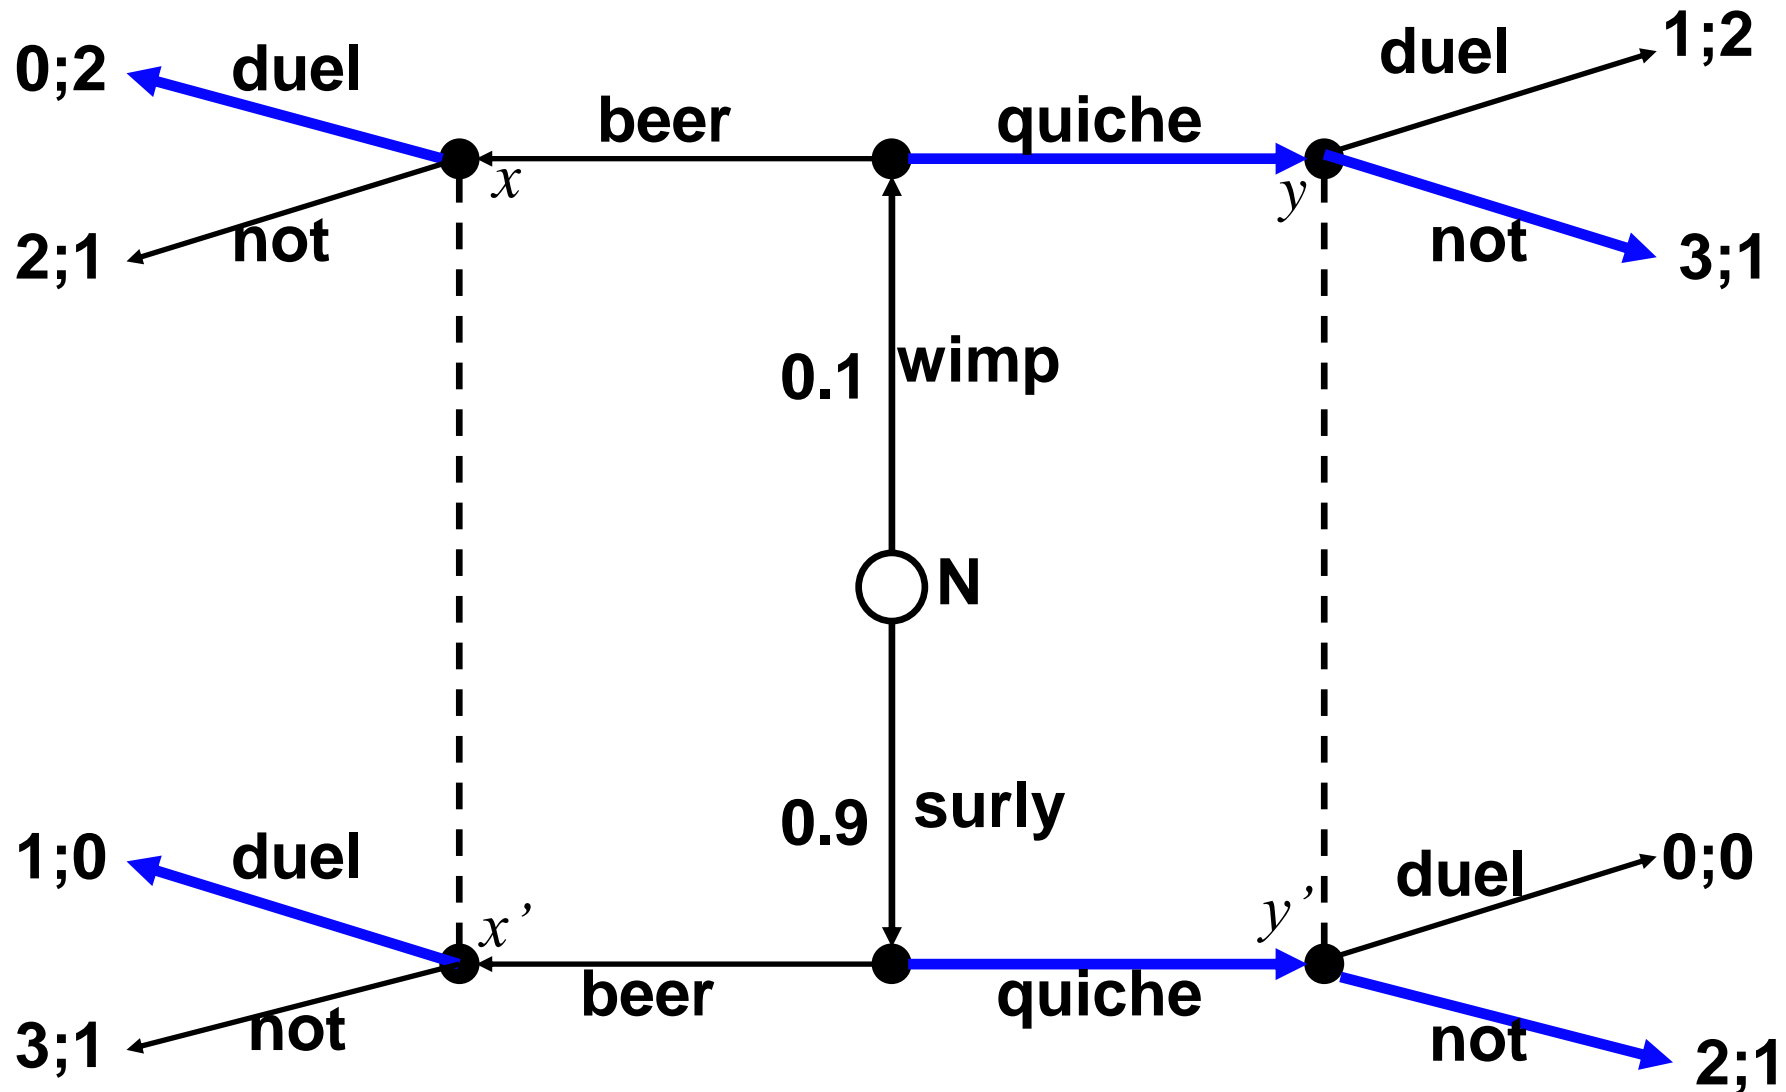 0;2
duel
beer
quiche
duel
1;2
x
y
2;1
not
not
3;1
0.1
wimp
N
0.9
surly
1;0
duel
duel
0;0
x’
y’
3;1
not
beer
quiche
not
2;1